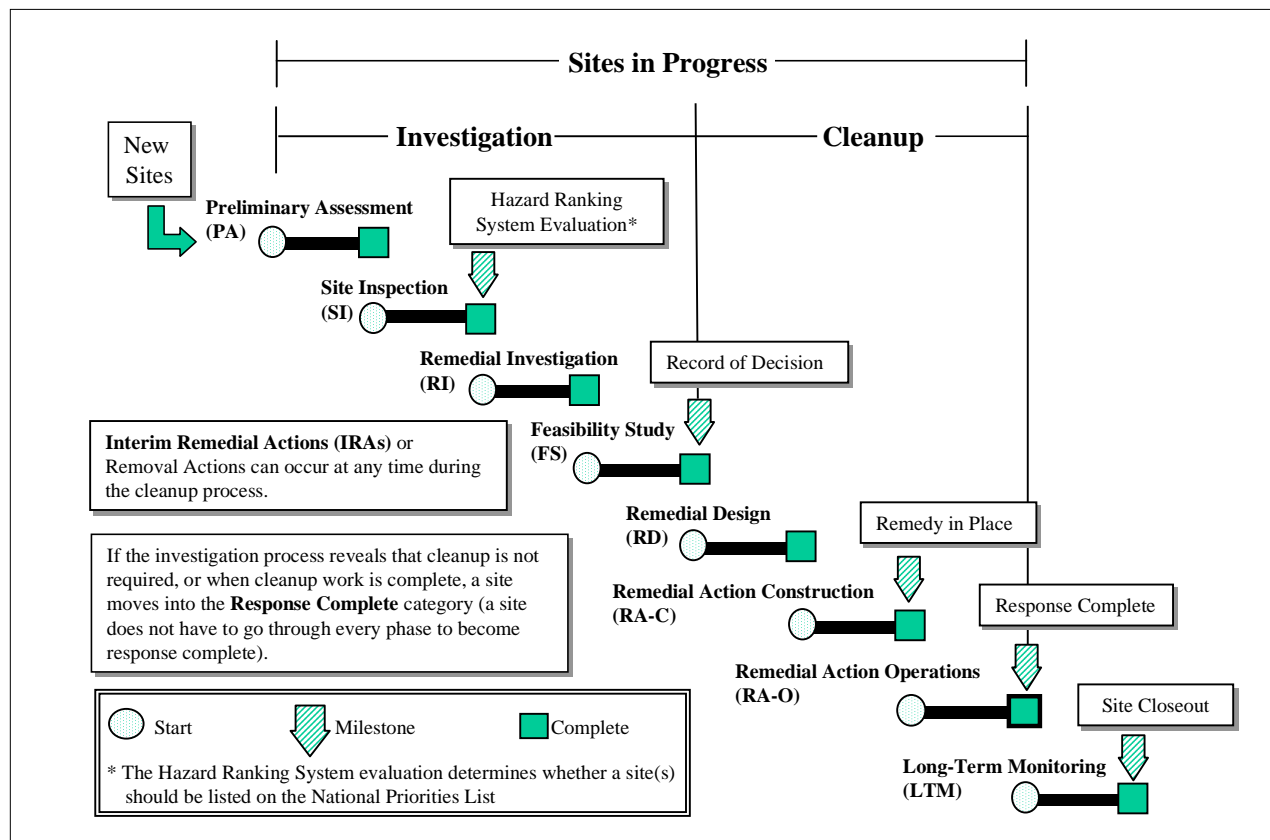 Sites in Progress
Investigation
Cleanup
New
Sites
Preliminary Assessment
(PA)
Hazard Ranking
System Evaluation*
Site Inspection
(SI)
Remedial Investigation
(RI)
Record of Decision
Interim Remedial Actions (IRAs) or
Removal Actions can occur at any time during
the cleanup process.
Feasibility Study
(FS)
Remedial Design
(RD)
Remedy in Place
If the investigation process reveals that cleanup is not
required, or when cleanup work is complete, a site
moves into the Response Complete category (a site
does not have to go through every phase to become
response complete).
Remedial Action Construction
(RA-C)
Response Complete
Remedial Action Operations
(RA-O)
Site Closeout
Long-Term Monitoring
(LTM)
Start
Milestone
Complete
* The Hazard Ranking System evaluation determines whether a site(s)
should be listed on the National Priorities List